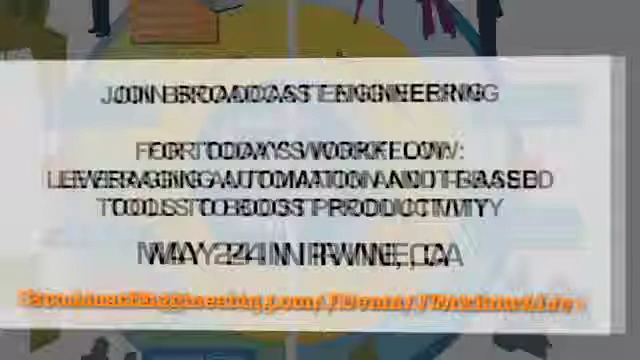 JOIN BROADCAST ENGINEERING
FOR TODAY'S WORKFLOW:
LEVERAGING AUTOMATION AND IT-BASED
TOOLS TO BOOST PRODUCTIVITY
MAY 24 IN IRVINE, CA